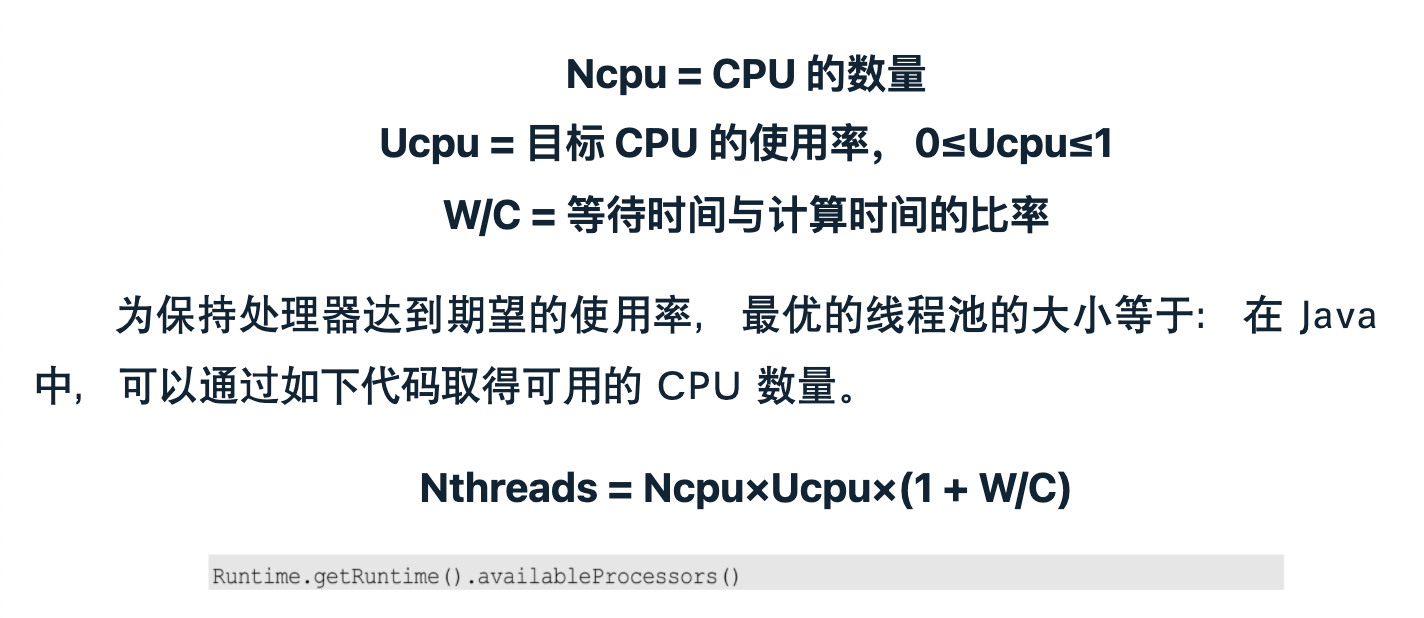 Ncpu = CPU 的数量
Ucpu = 目标 CPU 的使用率，0≤Ucpu≤1
W/C = 等待时间与计算时间的比率
为保持处理器达到期望的使用率， 最优的线程池的大小等于： 在 Java
中， 可以通过如下代码取得可用的 CPU 数量。
Nthreads = Ncpu×Ucpu×(1 + W/C)
Runtime.getRuntime().availableProcessors()